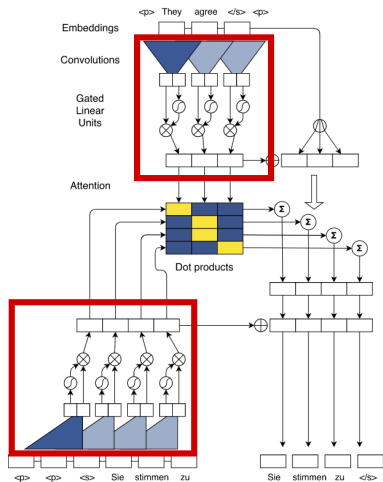 <p> They agree </s> <p>
Embeddings
Convolutions
Gated
Linear
Units
Attention
Σ
Σ
Σ
Σ
Dot products
<p> <p> <s> Sie stimmen zu
Sie stimmen zu </s>